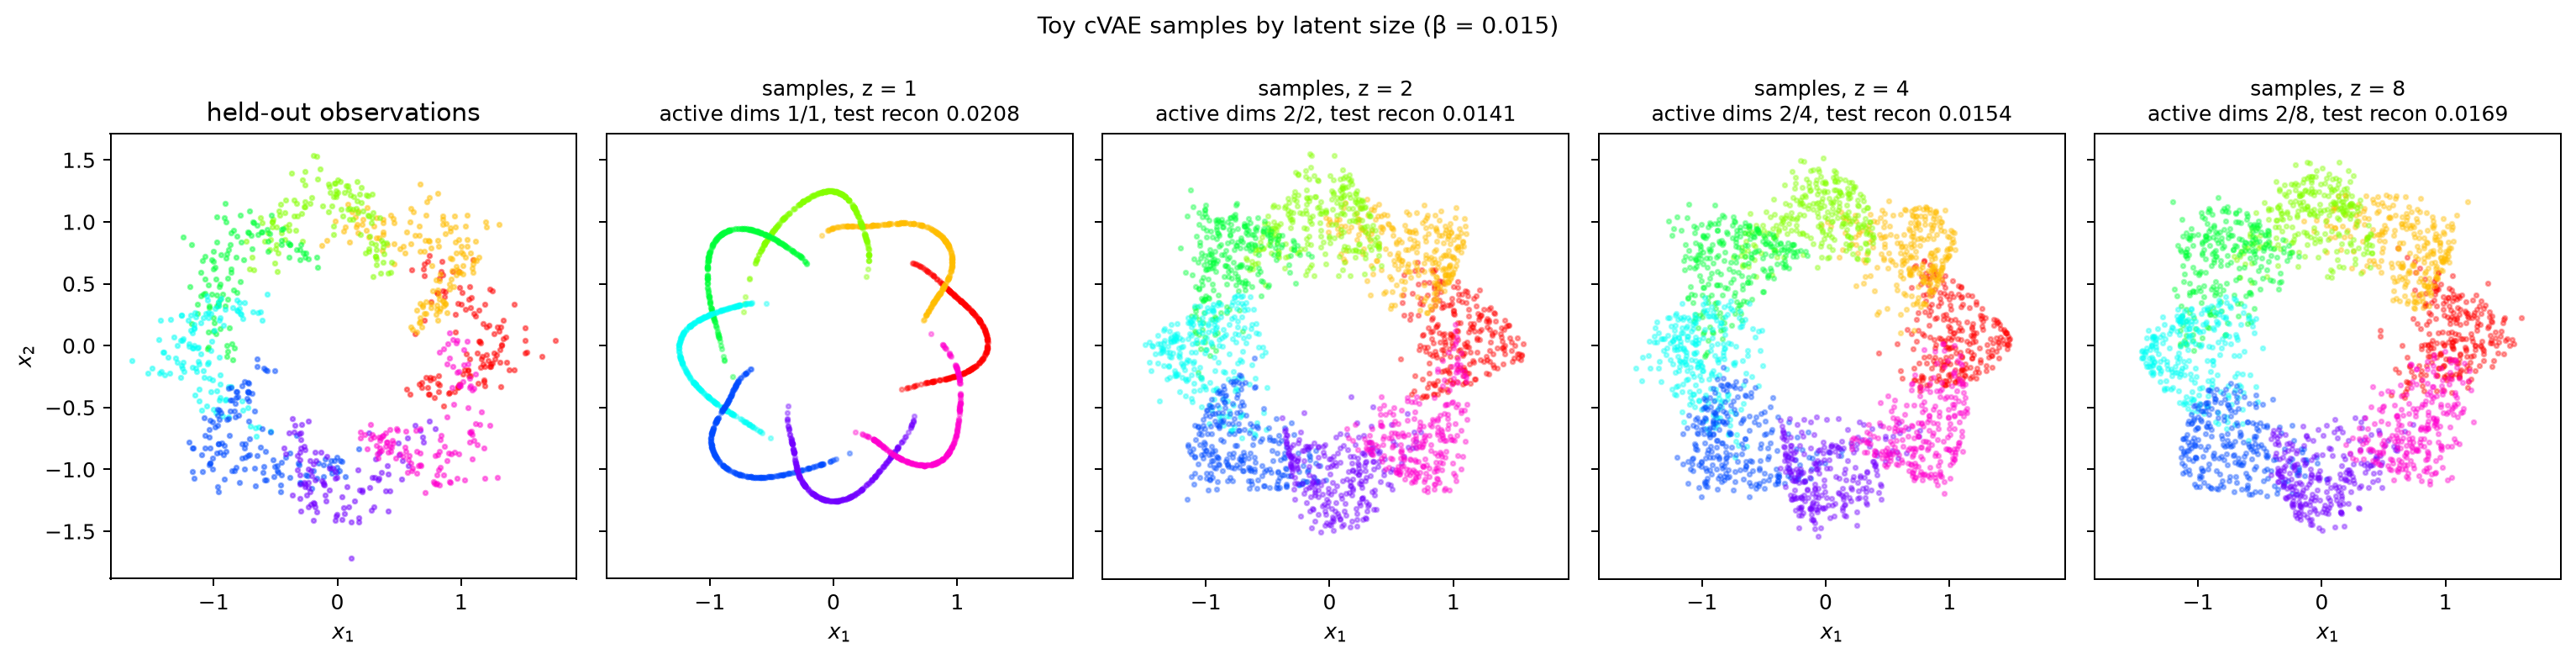 Toy cVAE samples by latent size (β = 0.015)
held-out observations
samples, z = 1
active dims 1/1, test recon 0.0208
samples, z = 2
active dims 2/2, test recon 0.0141
samples, z = 4
active dims 2/4, test recon 0.0154
samples, z = 8
active dims 2/8, test recon 0.0169
x₂
1.5
1.0
0.5
0.0
−0.5
−1.0
−1.5
−1 0 1
x₁
−1 0 1
x₁
−1 0 1
x₁
−1 0 1
x₁
−1 0 1
x₁